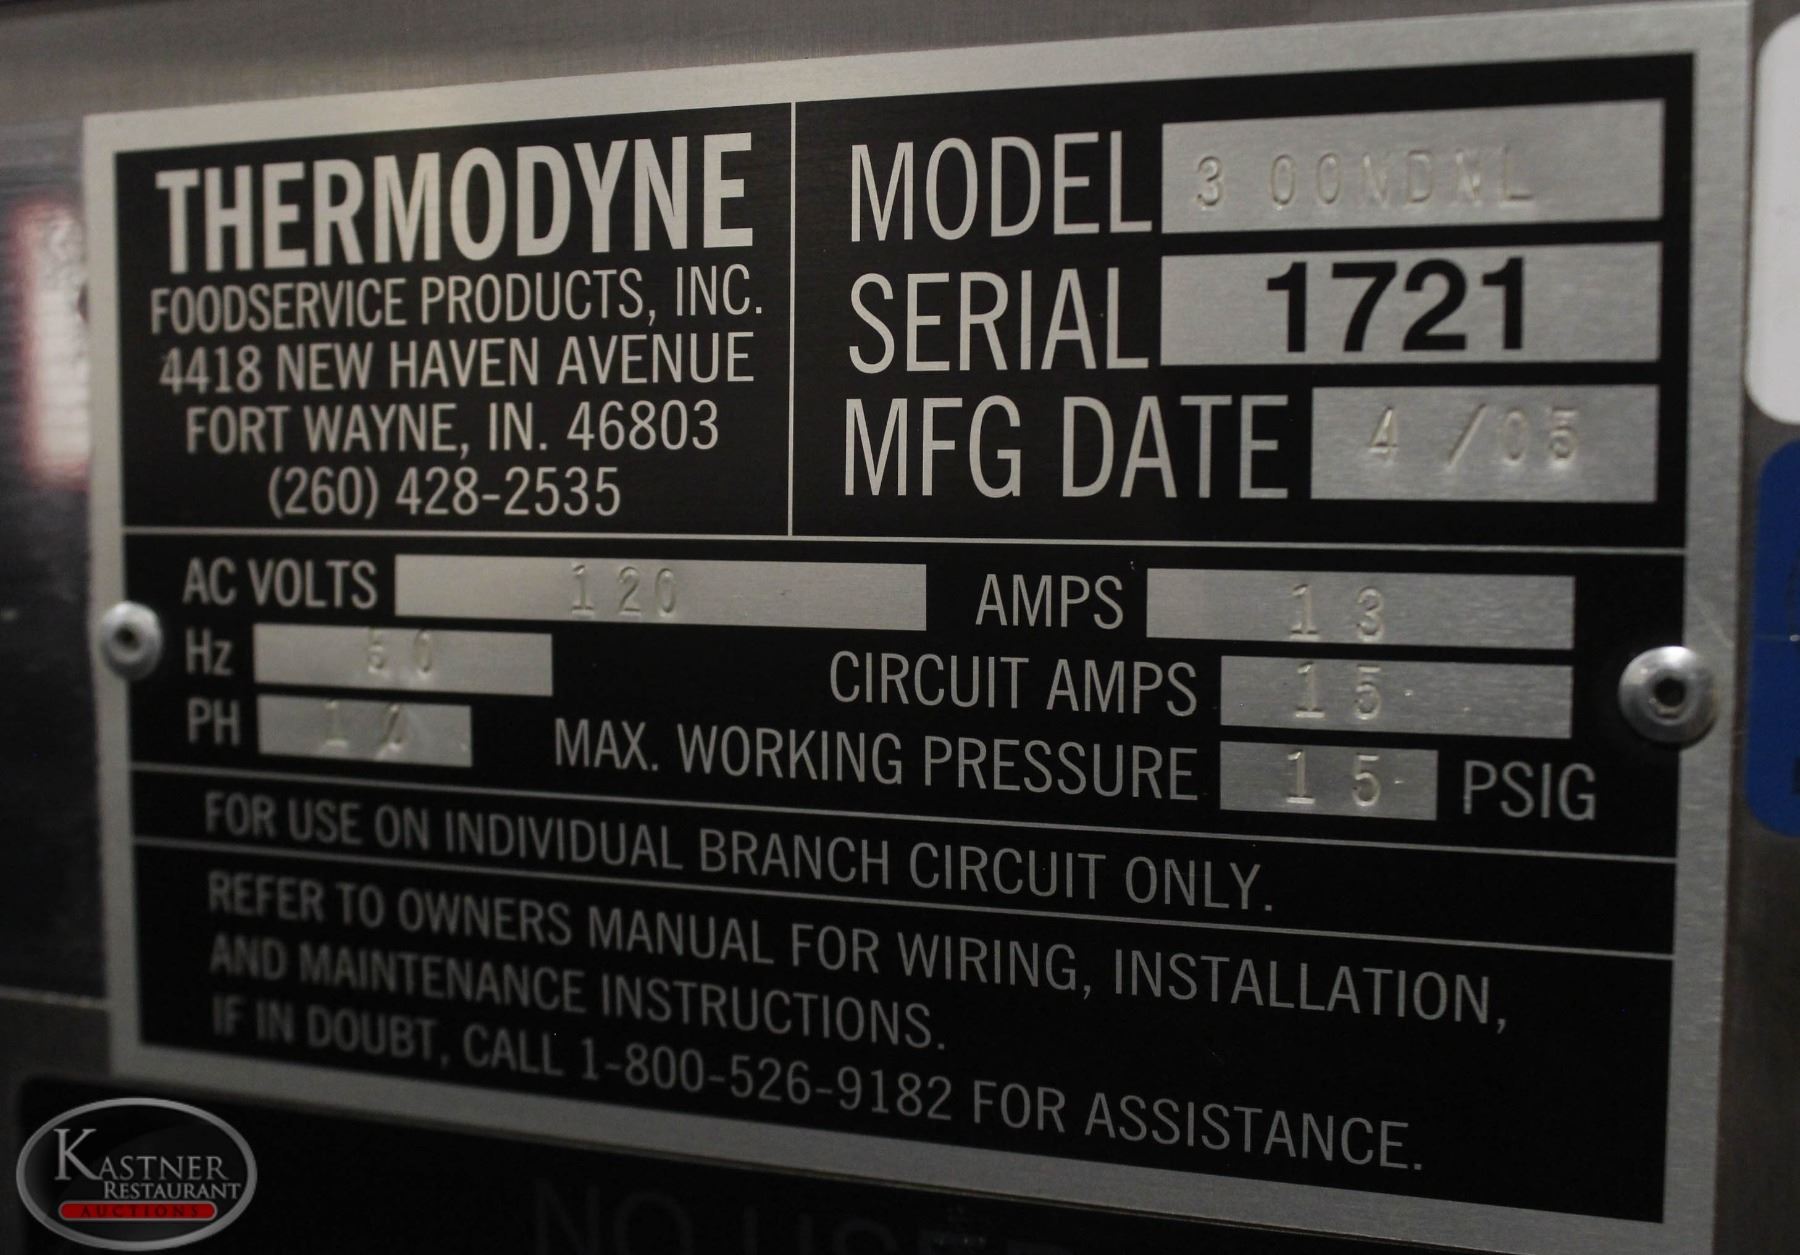 THERMODYNE
FOODSERVICE PRODUCTS, INC.
4418 NEW HAVEN AVENUE
FORT WAYNE, IN. 46803
(260) 428-2535
MODEL 300NDNL
SERIAL 1721
MFG DATE 4/05
AC VOLTS 120
AMPS 13
Hz
CIRCUIT AMPS 15
PH 1Ø
MAX. WORKING PRESSURE 15 PSIG
FOR USE ON INDIVIDUAL BRANCH CIRCUIT ONLY.
REFER TO OWNERS MANUAL FOR WIRING, INSTALLATION,
AND MAINTENANCE INSTRUCTIONS.
IF IN DOUBT, CALL 1-800-526-9182 FOR ASSISTANCE.
KASTNER
RESTAURANT
AUCTIONS
NO